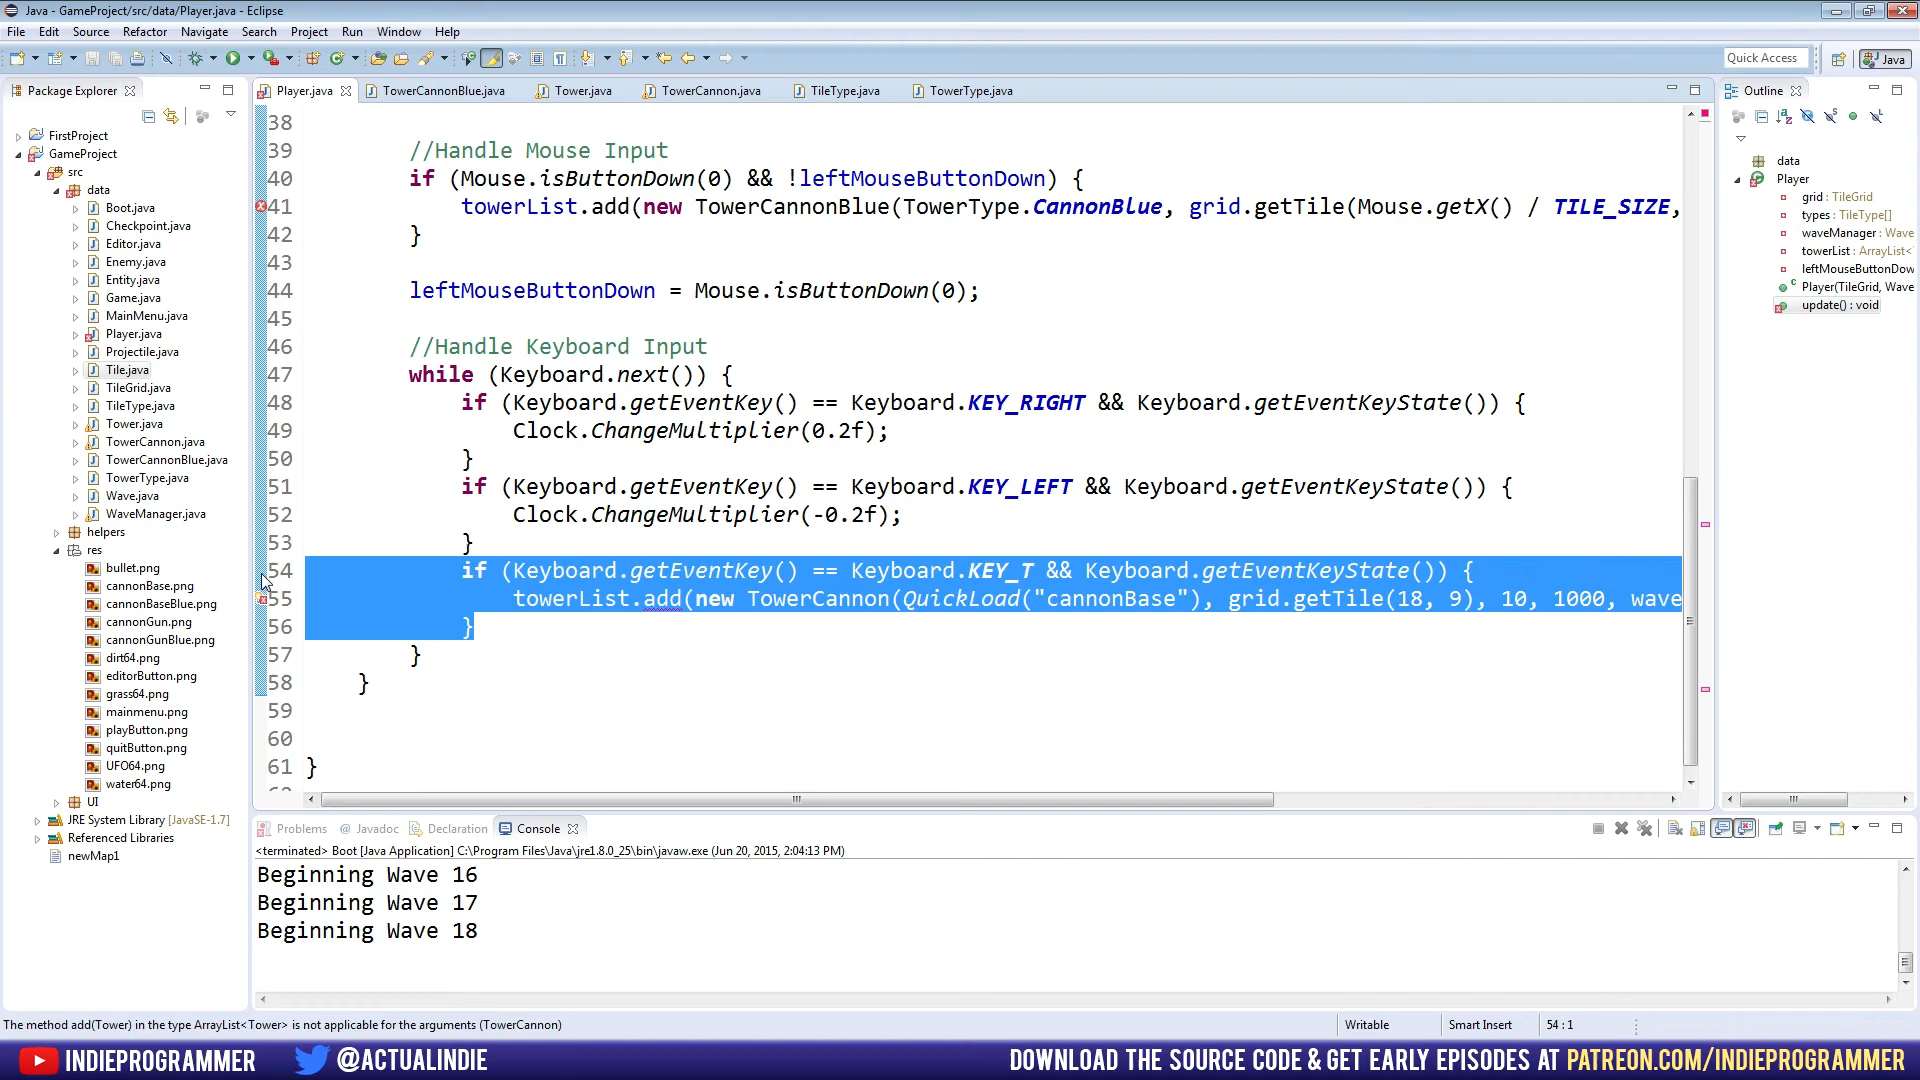 Java - GameProject/src/data/Player.java - Eclipse
File Edit Source Refactor Navigate Search Project Run Window Help
Quick Access
Java
Package Explorer
FirstProject
GameProject
src
data
Boot.java
Checkpoint.java
Editor.java
Enemy.java
Entity.java
Game.java
MainMenu.java
Player.java
Projectile.java
Tile.java
TileGrid.java
TileType.java
Tower.java
TowerCannon.java
TowerCannonBlue.java
TowerType.java
Wave.java
WaveManager.java
helpers
res
bullet.png
cannonBase.png
cannonBaseBlue.png
cannonGun.png
cannonGunBlue.png
dirt64.png
editorButton.png
grass64.png
mainmenu.png
playButton.png
quitButton.png
UFO64.png
water64.png
UI
JRE System Library [JavaSE-1.7]
Referenced Libraries
newMap1
Player.java TowerCannonBlue.java Tower.java TowerCannon.java TileType.java TowerType.java
38
39 //Handle Mouse Input
40 if (Mouse.isButtonDown(0) && !leftMouseButtonDown) {
41 towerList.add(new TowerCannonBlue(TowerType.CannonBlue, grid.getTile(Mouse.getX() / TILE_SIZE,
42 }
43
44 leftMouseButtonDown = Mouse.isButtonDown(0);
45
46 //Handle Keyboard Input
47 while (Keyboard.next()) {
48 if (Keyboard.getEventKey() == Keyboard.KEY_RIGHT && Keyboard.getEventKeyState()) {
49 Clock.ChangeMultiplier(0.2f);
50 }
51 if (Keyboard.getEventKey() == Keyboard.KEY_LEFT && Keyboard.getEventKeyState()) {
52 Clock.ChangeMultiplier(-0.2f);
53 }
54 if (Keyboard.getEventKey() == Keyboard.KEY_T && Keyboard.getEventKeyState()) {
55 towerList.add(new TowerCannon(QuickLoad("cannonBase"), grid.getTile(18, 9), 10, 1000, wave
56 }
57 }
58 }
59
60
61 }
Outline
data
Player
grid : TileGrid
types : TileType[]
waveManager : Wave
towerList : ArrayList<
leftMouseButtonDow
Player(TileGrid, Wave
update() : void
Problems Javadoc Declaration Console
<terminated> Boot [Java Application] C:\Program Files\Java\jre1.8.0_25\bin\javaw.exe (Jun 20, 2015, 2:04:13 PM)
Beginning Wave 16
Beginning Wave 17
Beginning Wave 18
The method add(Tower) in the type ArrayList<Tower> is not applicable for the arguments (TowerCannon)
Writable Smart Insert 54 : 1
INDIEPROGRAMMER @ACTUALINDIE DOWNLOAD THE SOURCE CODE & GET EARLY EPISODES AT PATREON.COM/INDIEPROGRAMMER